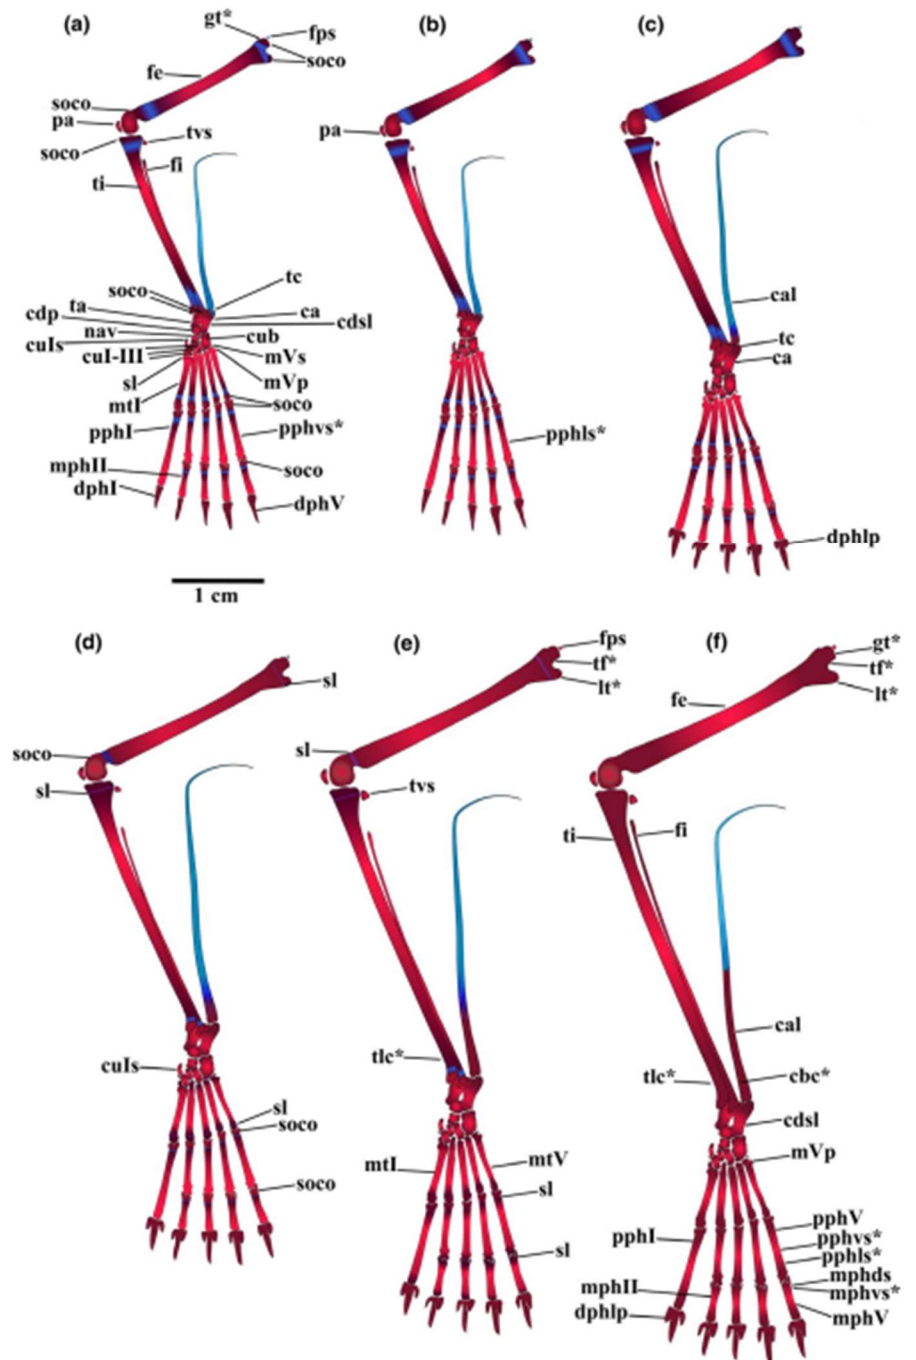 (a)
gt*
fps
soco
fe
soco
pa
soco
tvs
fi
ti
soco
tc
cdp
ta
ca
cdsl
nav
cuIs
cub
cuI-III
mVs
sl
mVp
mtI
soco
pphI
pphvs*
mphII
soco
dphI
dphV
1 cm
(b)
pa
pphls*
(c)
cal
tc
ca
dphlp
(d)
sl
soco
sl
cuIs
sl
soco
soco
(e)
fps
tf*
lt*
sl
tvs
tlc*
mtI
mtV
sl
sl
(f)
gt*
tf*
lt*
fe
ti
fi
cal
tlc*
cbc*
cdsl
mVp
pphI
pphV
pphvs*
pphls*
mphds
mphII
mphvs*
dphlp
mphV